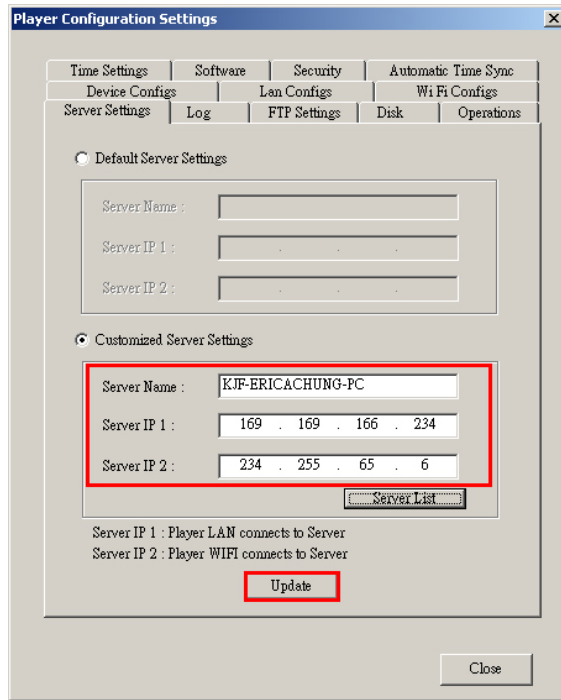 Player Configuration Settings
Time Settings Software Security Automatic Time Sync
Device Configs Lan Configs Wi Fi Configs
Server Settings Log FTP Settings Disk Operations
Default Server Settings
Server Name :
Server IP 1 : . . .
Server IP 2 : . . .
Customized Server Settings
Server Name : KJF-ERICACHUNG-PC
Server IP 1 : 169 . 169 . 166 . 234
Server IP 2 : 234 . 255 . 65 . 6
Server List
Server IP 1 : Player LAN connects to Server
Server IP 2 : Player WIFI connects to Server
Update
Close